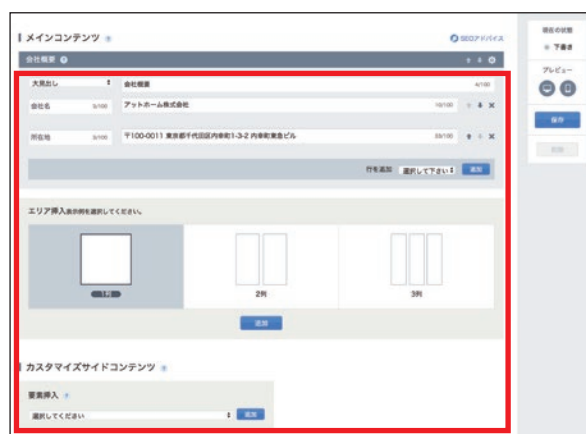 メインコンテンツ
SEOアドバイス
会社概要
大見出し
会社概要
4/100
会社名
3/100
アットホーム株式会社
10/100
所在地
3/100
〒100-0011 東京都千代田区内幸町1-3-2 内幸町東急ビル
33/100
行を追加
選択して下さい
追加
エリア挿入 表示例を選択してください。
1列
2列
3列
追加
カスタマイズサイドコンテンツ
要素挿入
選択してください
追加
現在の状態
下書き
プレビュー
保存
削除